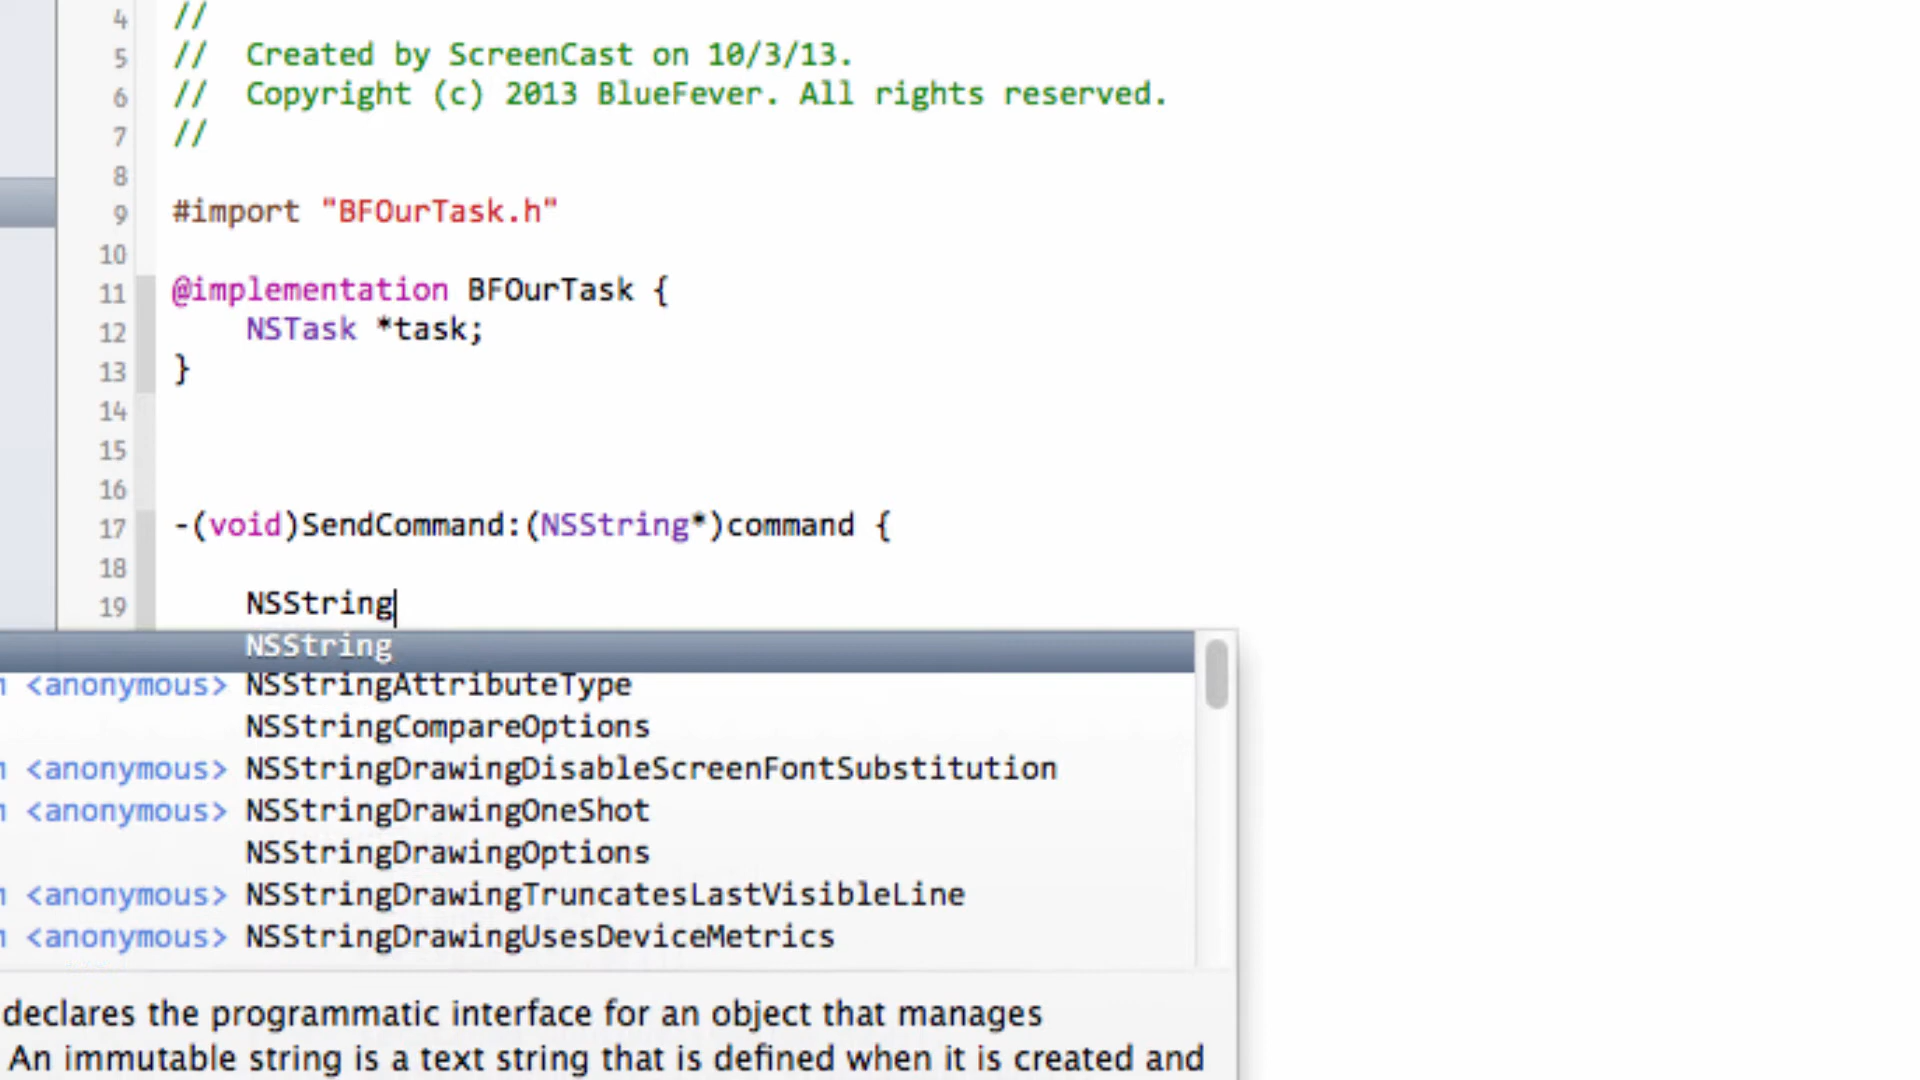 4 //
5 // Created by ScreenCast on 10/3/13.
6 // Copyright (c) 2013 BlueFever. All rights reserved.
7 //
8
9 #import "BFOurTask.h"
10
11 @implementation BFOurTask {
12 NSTask *task;
13 }
14
15
16
17 -(void)SendCommand:(NSString*)command {
18
19 NSString
NSString
<anonymous> NSStringAttributeType
NSStringCompareOptions
<anonymous> NSStringDrawingDisableScreenFontSubstitution
<anonymous> NSStringDrawingOneShot
NSStringDrawingOptions
<anonymous> NSStringDrawingTruncatesLastVisibleLine
<anonymous> NSStringDrawingUsesDeviceMetrics
declares the programmatic interface for an object that manages
An immutable string is a text string that is defined when it is created and